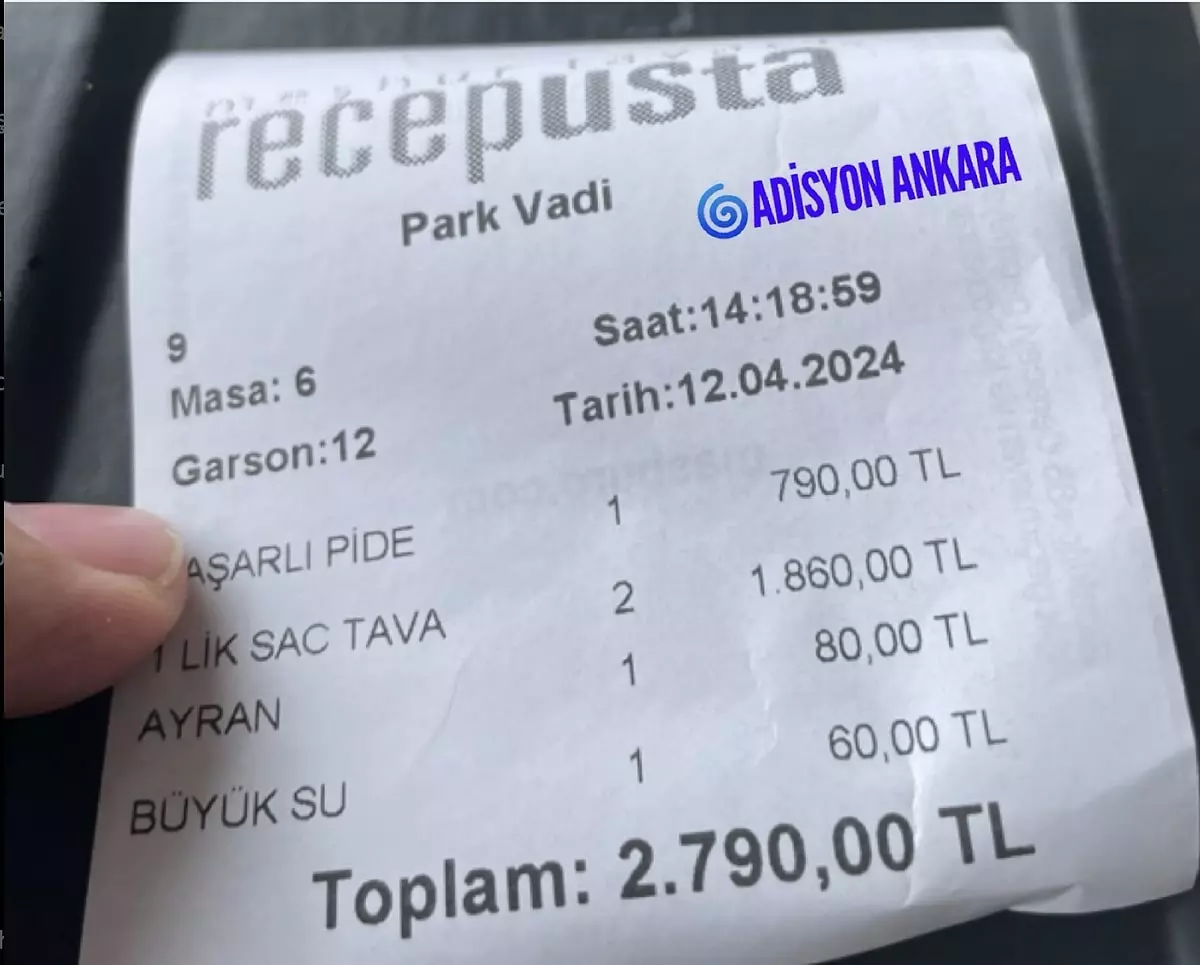 recepusta
Park Vadi
ADİSYON ANKARA
9
Saat:14:18:59
Masa: 6
Tarih:12.04.2024
Garson:12
AŞARLI PİDE 1 790,00 TL
1 LİK SAC TAVA 2 1.860,00 TL
AYRAN 1 80,00 TL
BÜYÜK SU 1 60,00 TL
Toplam: 2.790,00 TL